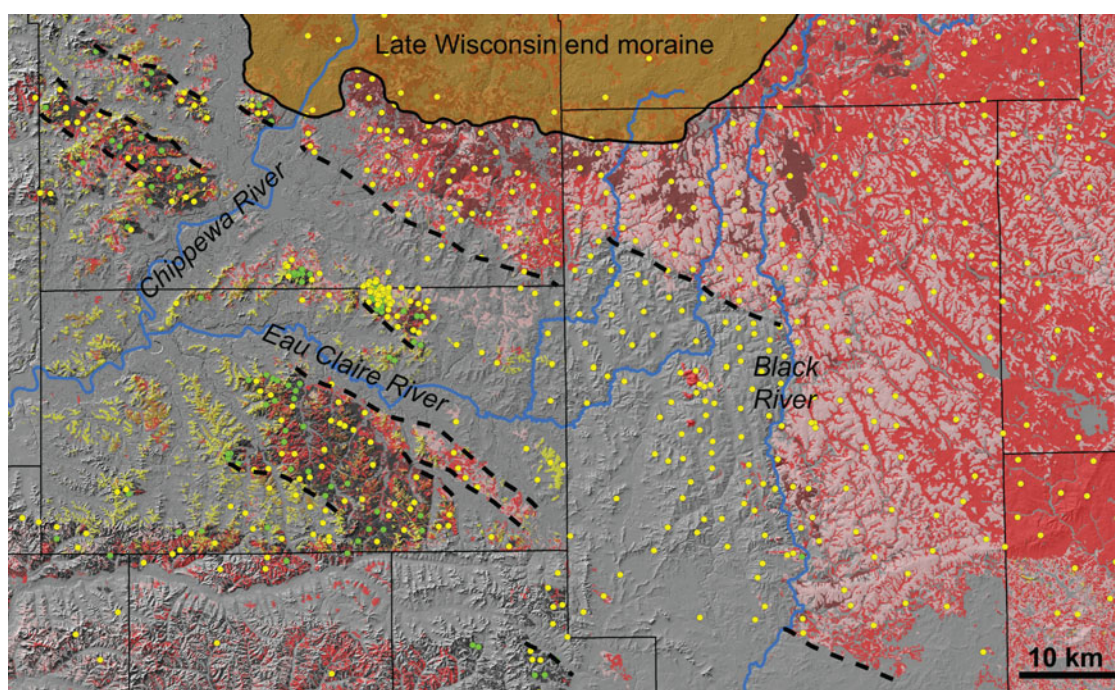 Late Wisconsin end moraine
Chippewa River
Eau Claire River
Black
River
10 km